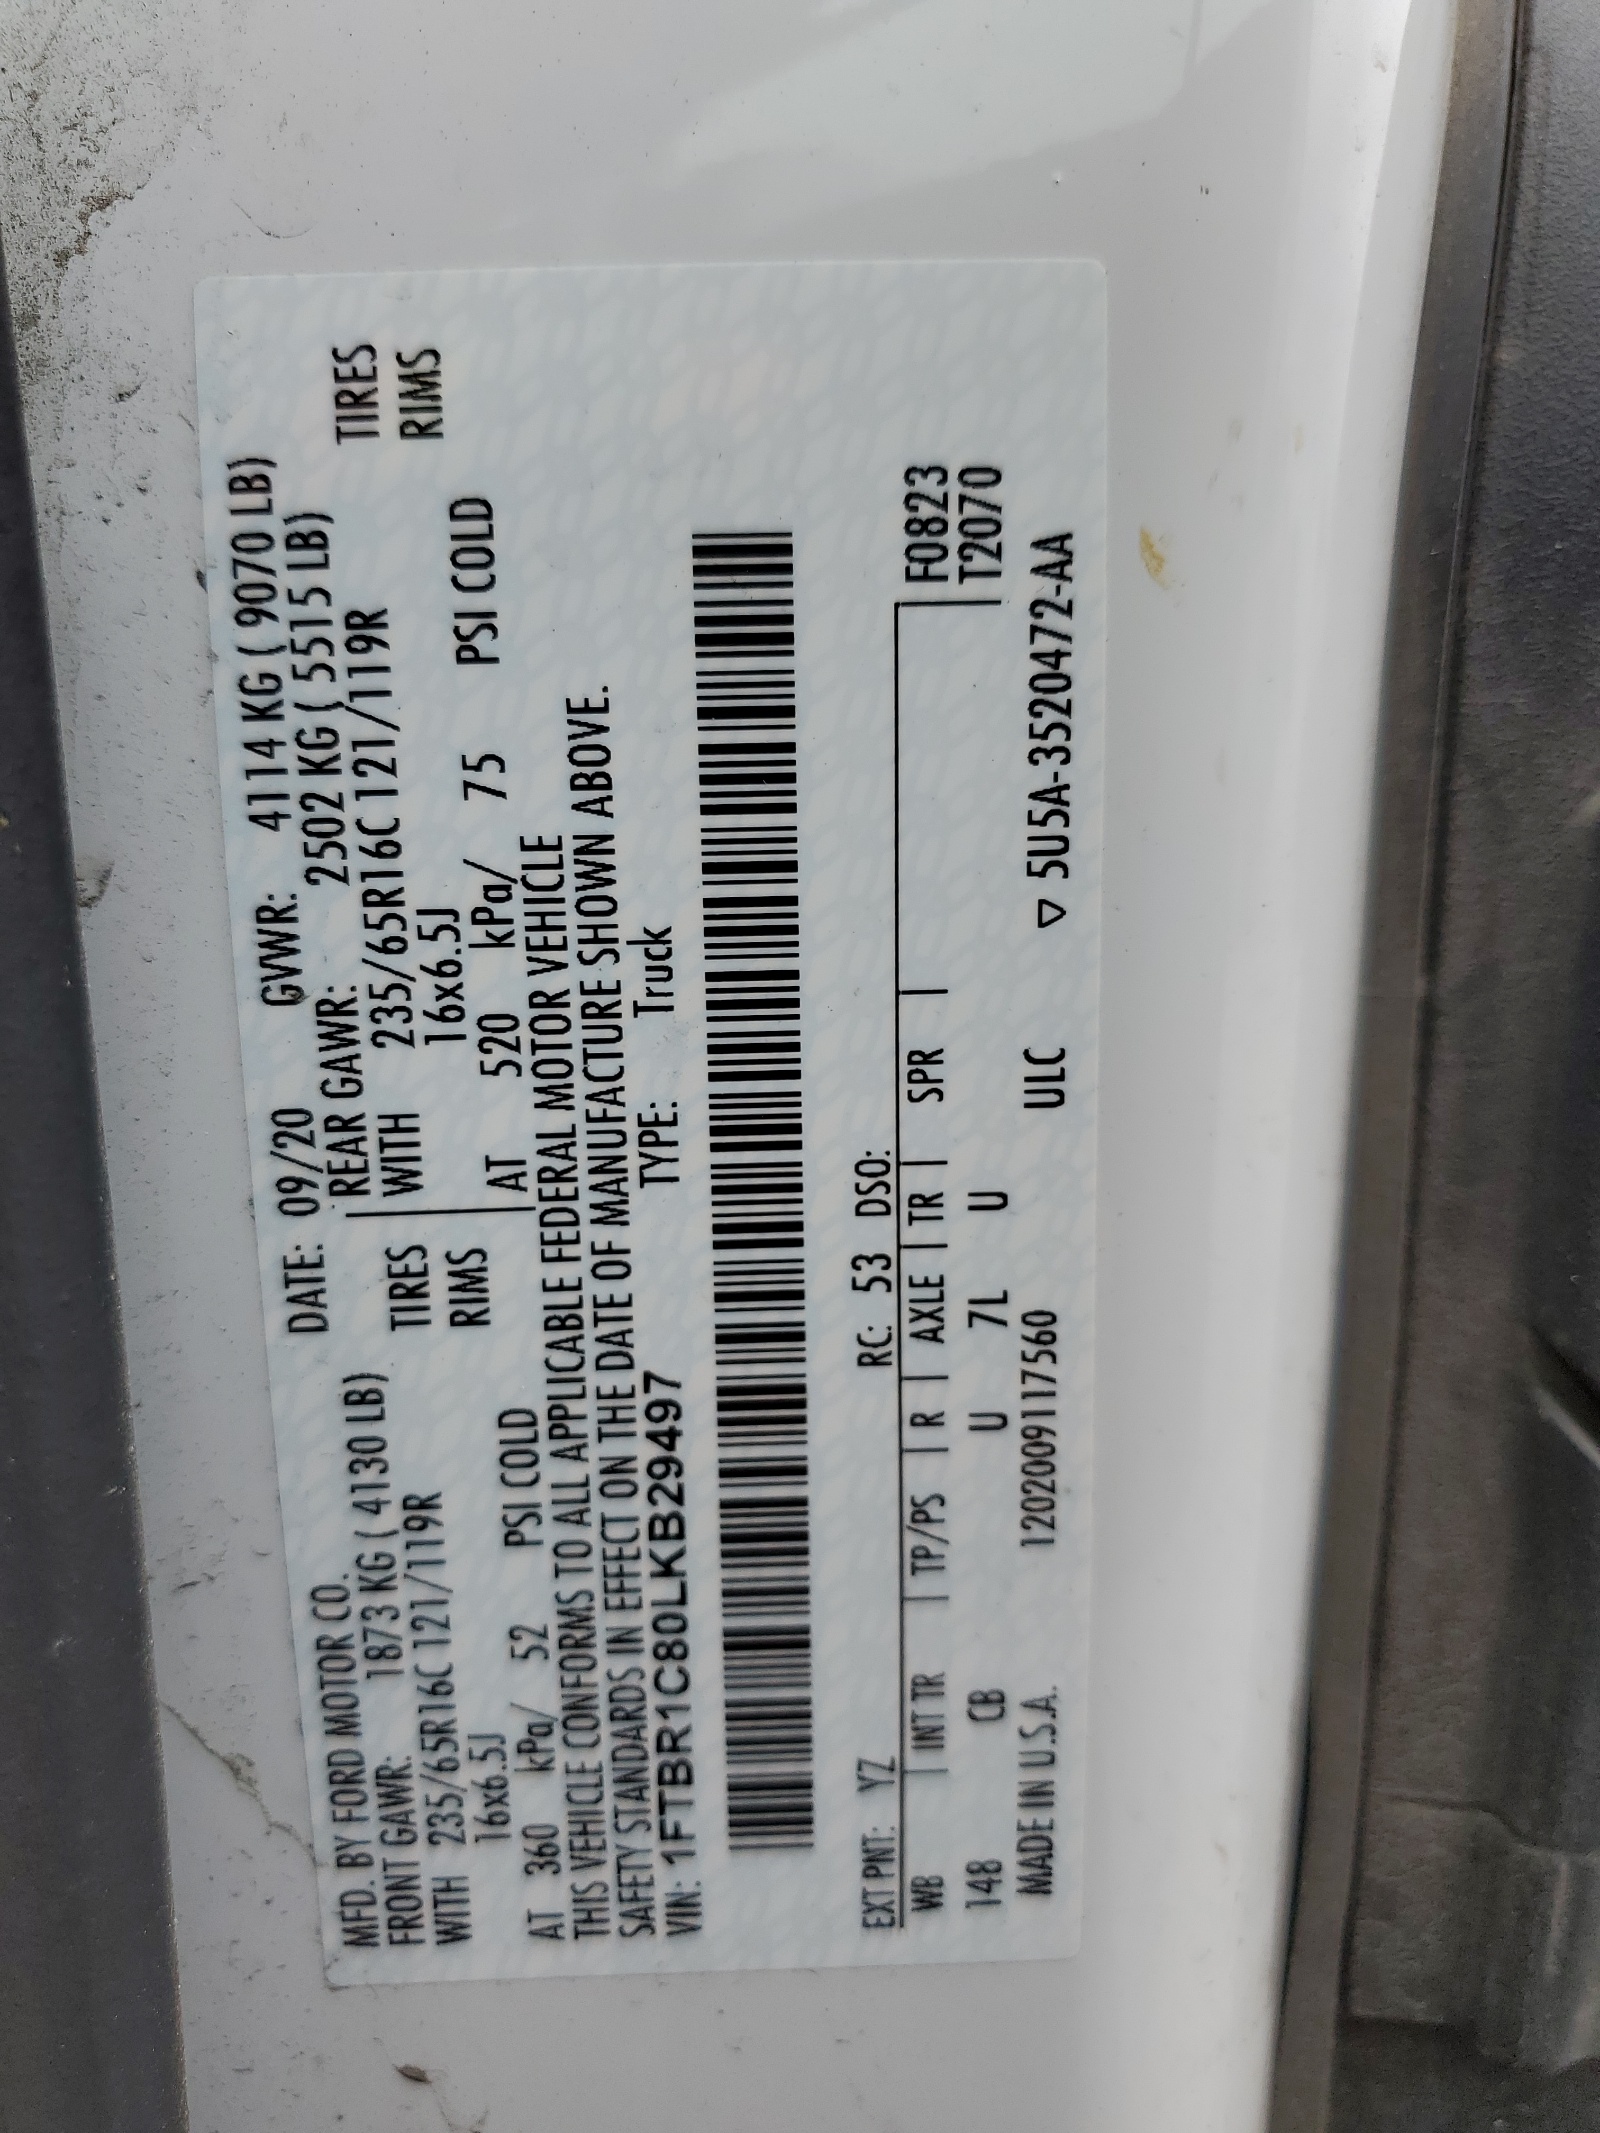 MFD. BY FORD MOTOR CO. DATE: 09/20 GVWR: 4114 KG ( 9070 LB)
FRONT GAWR: 1873 KG ( 4130 LB) REAR GAWR: 2502 KG ( 5515 LB)
WITH 235/65R16C 121/119R TIRES WITH 235/65R16C 121/119R TIRES
16x6.5J RIMS 16x6.5J RIMS
AT 360 kPa/ 52 PSI COLD AT 520 kPa/ 75 PSI COLD
THIS VEHICLE CONFORMS TO ALL APPLICABLE FEDERAL MOTOR VEHICLE
SAFETY STANDARDS IN EFFECT ON THE DATE OF MANUFACTURE SHOWN ABOVE.
VIN: 1FTBR1C80LKB29497 TYPE: Truck
EXT PNT: YZ RC: 53 DSO:
WB | INT TR | TP/PS | R | AXLE | TR | SPR | | F0823
148 CB U 7L U T2070
MADE IN U.S.A. 1202009117560 ULC ▽ 5U5A-3520472-AA